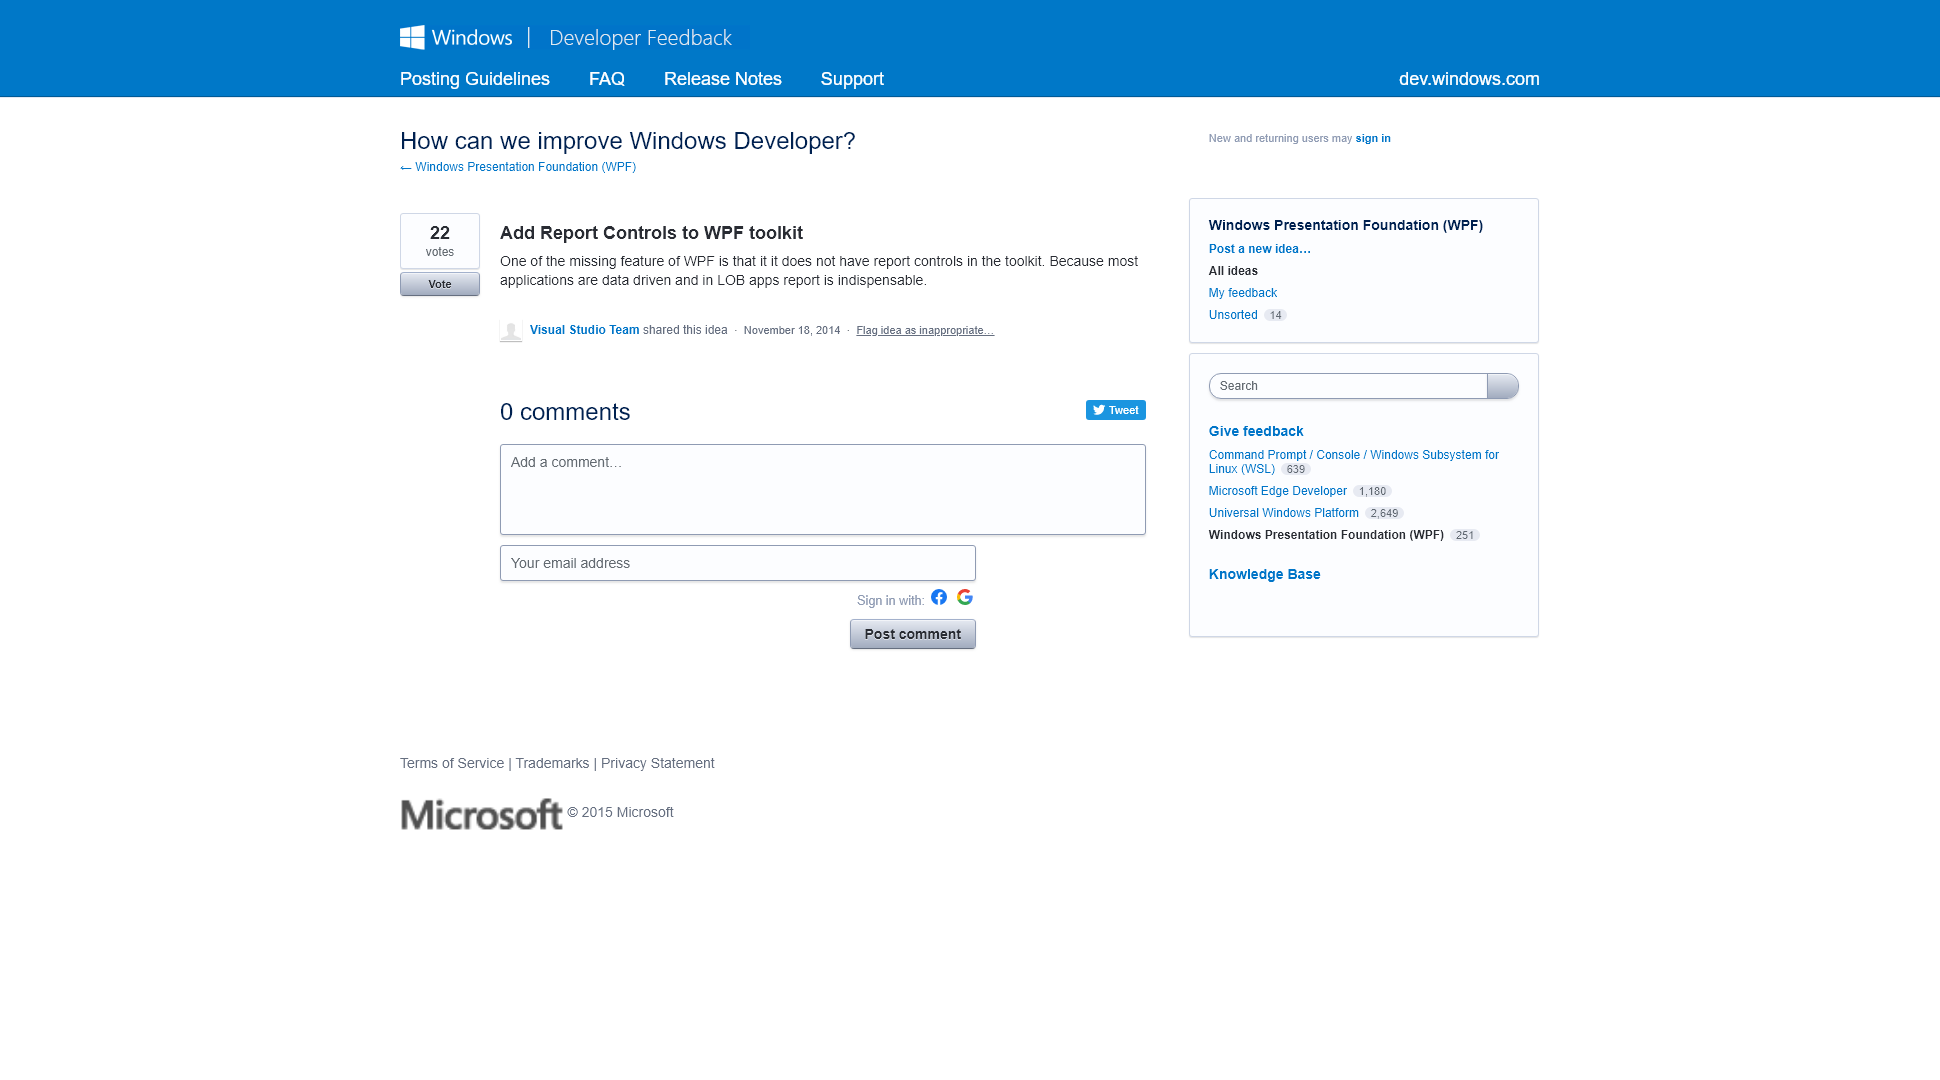 Windows | Developer Feedback
Posting Guidelines FAQ Release Notes Support dev.windows.com
How can we improve Windows Developer?
← Windows Presentation Foundation (WPF)
New and returning users may sign in
22
votes
Vote
Add Report Controls to WPF toolkit
One of the missing feature of WPF is that it it does not have report controls in the toolkit. Because most
applications are data driven and in LOB apps report is indispensable.
Visual Studio Team shared this idea · November 18, 2014 · Flag idea as inappropriate…
0 comments
Tweet
Add a comment…
Your email address
Sign in with:
Post comment
Windows Presentation Foundation (WPF)
Post a new idea…
All ideas
My feedback
Unsorted 14
Search
Give feedback
Command Prompt / Console / Windows Subsystem for
Linux (WSL) 639
Microsoft Edge Developer 1,180
Universal Windows Platform 2,649
Windows Presentation Foundation (WPF) 251
Knowledge Base
Terms of Service | Trademarks | Privacy Statement
Microsoft © 2015 Microsoft